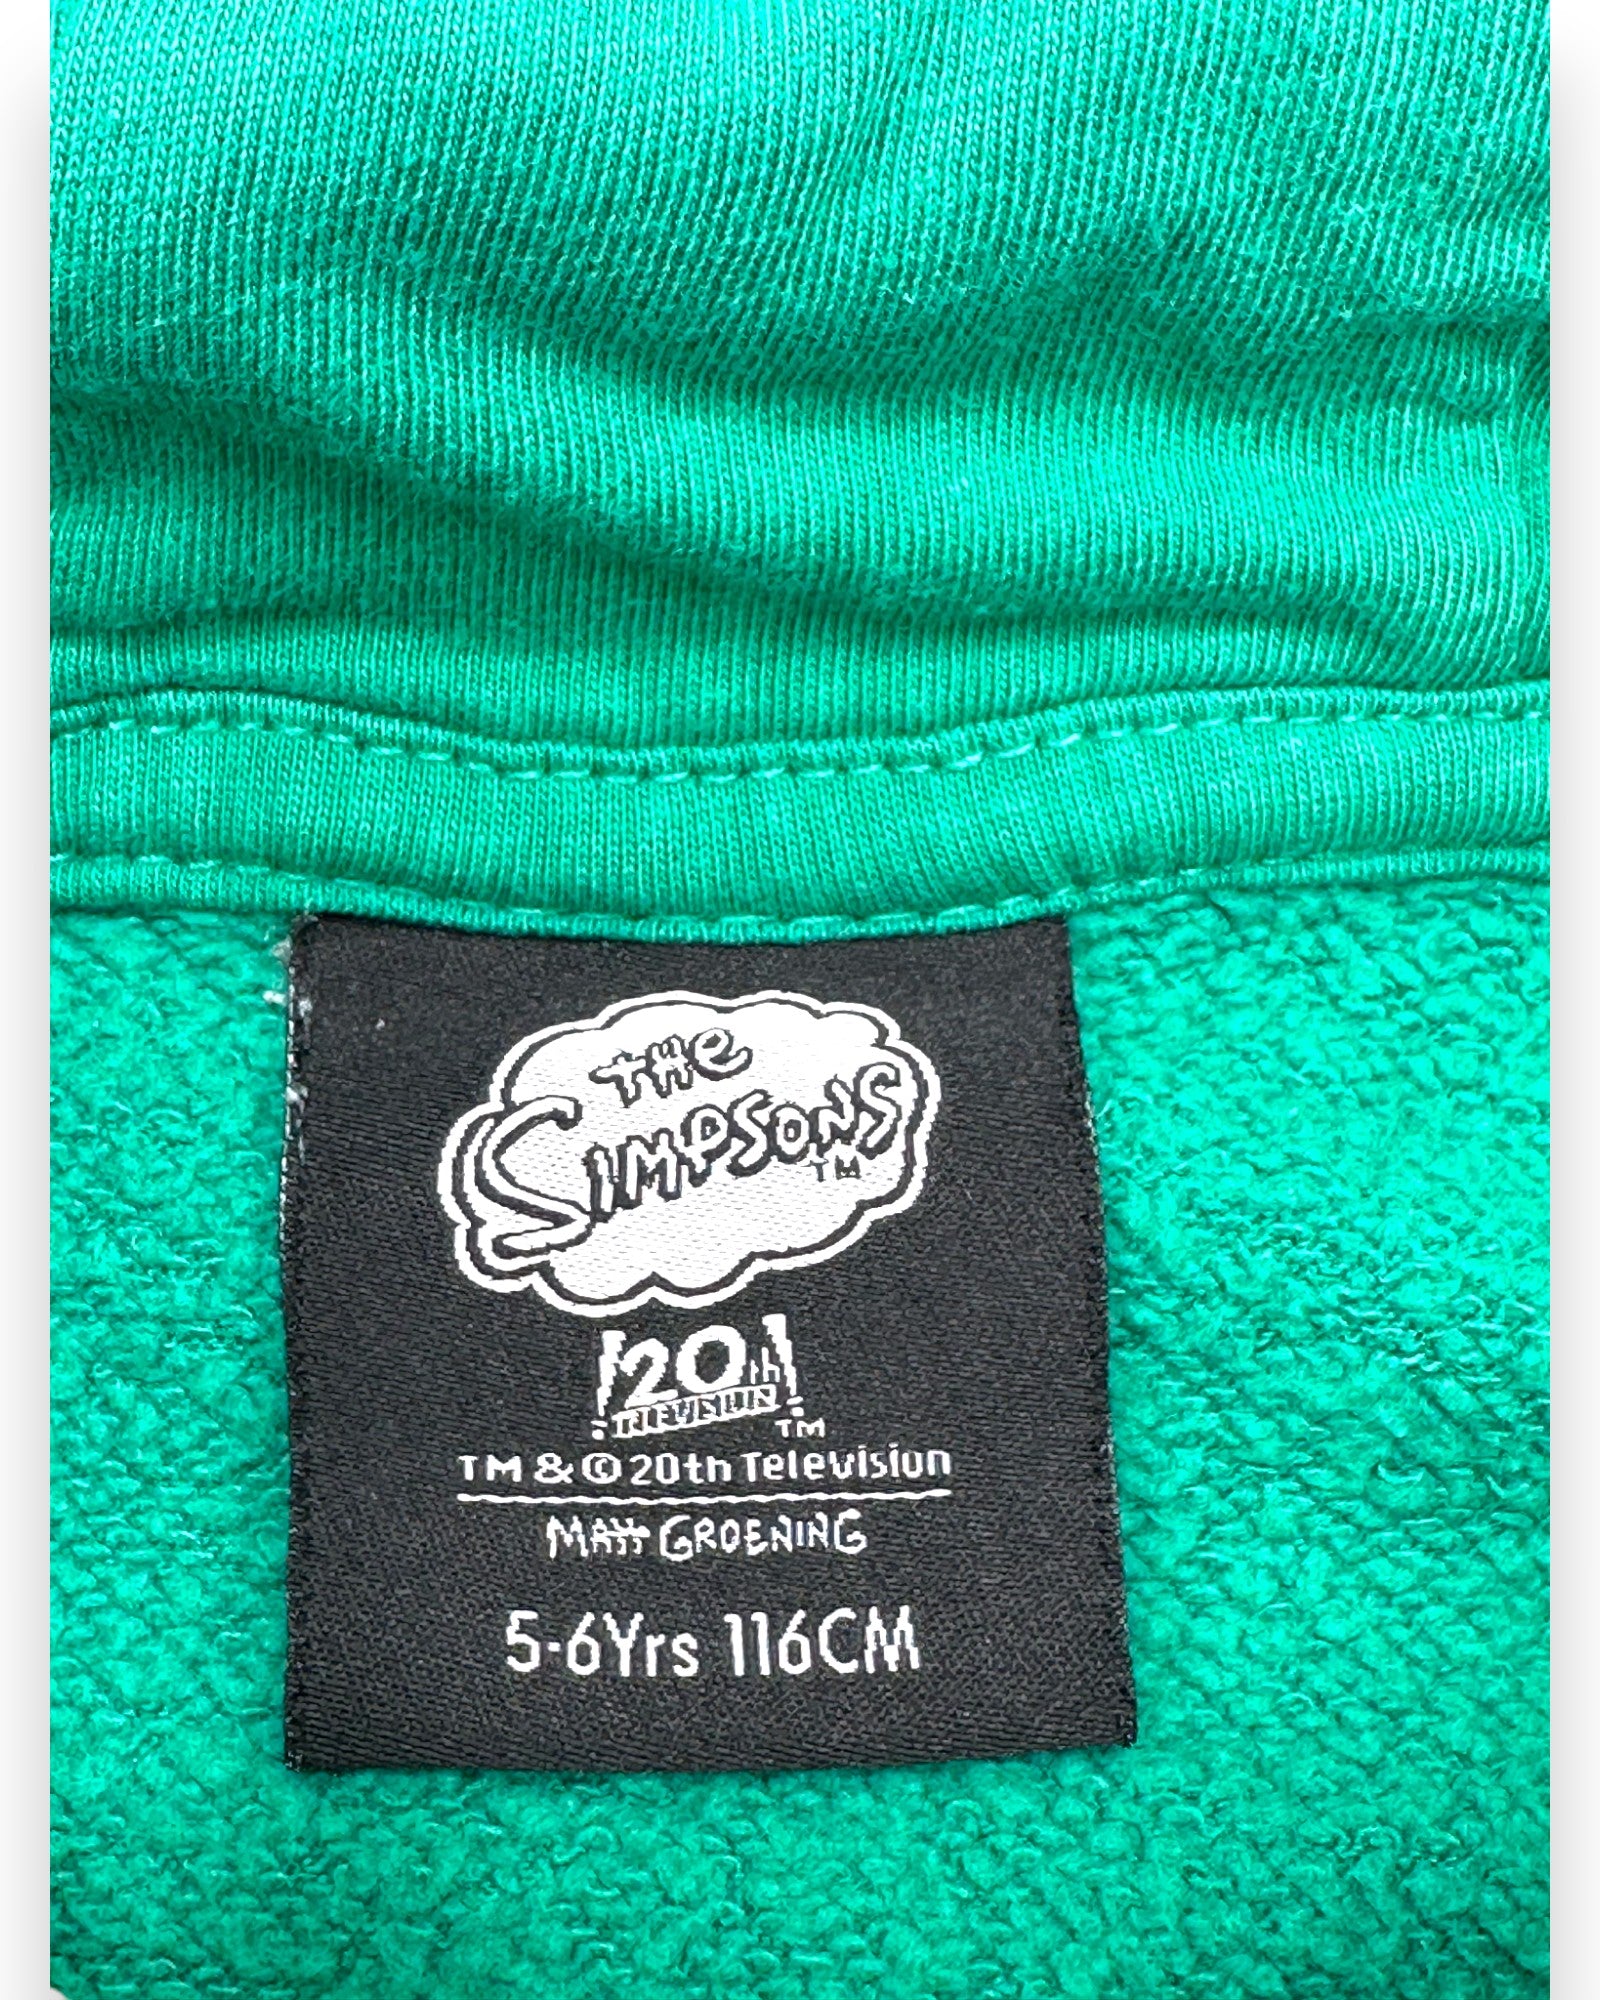 THE
SIMPSONS
TM
20th
TELEVISION
TM
TM & © 20th Television
MATT GROENING
5-6Yrs 116CM